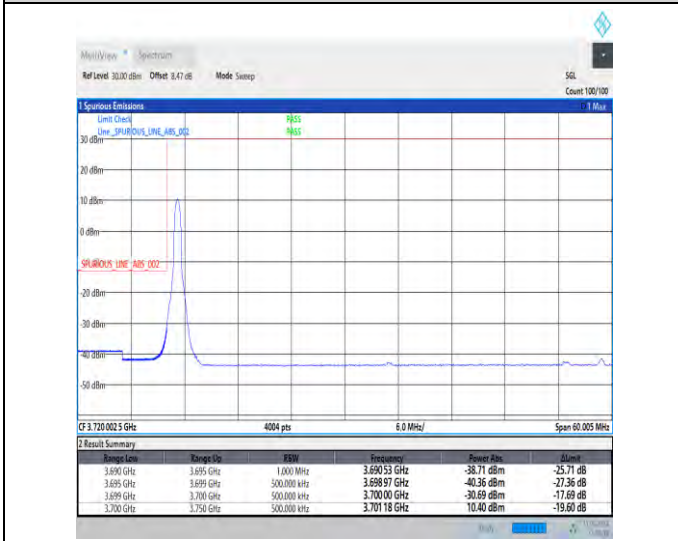 MultiView Spectrum
Ref Level 30.00 dBm Offset 8.47 dB Mode Sweep SGL
Count 100/100
1 Spurious Emissions 1 Max
Limit Check PASS
Line _SPURIOUS_LINE_ABS_002 PASS
30 dBm
20 dBm
10 dBm
0 dBm
_SPURIOUS_LINE_ABS_002
-20 dBm
-30 dBm
-40 dBm
-50 dBm
CF 3.720 002 5 GHz 4004 pts 6.0 MHz/ Span 60.005 MHz
2 Result Summary
Range Low Range Up RBW Frequency Power Abs ΔLimit
3.690 GHz 3.695 GHz 1.000 MHz 3.690 53 GHz -38.71 dBm -25.71 dB
3.695 GHz 3.699 GHz 500.000 kHz 3.698 97 GHz -40.36 dBm -27.36 dB
3.699 GHz 3.700 GHz 500.000 kHz 3.700 00 GHz -30.69 dBm -17.69 dB
3.700 GHz 3.750 GHz 500.000 kHz 3.701 18 GHz 10.40 dBm -19.60 dB